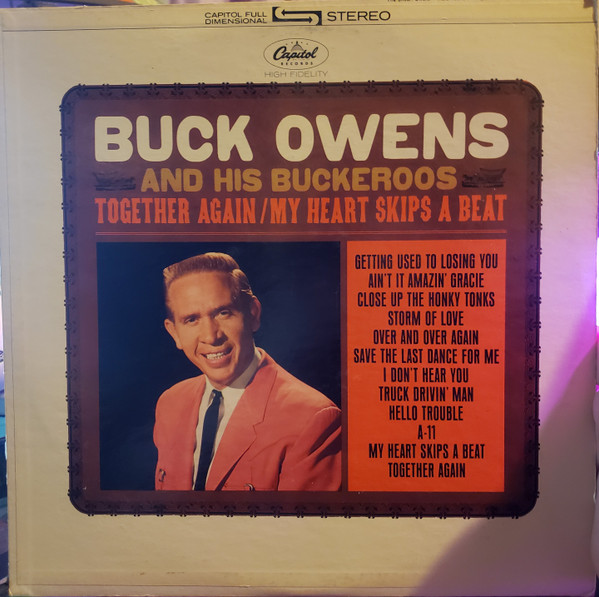 CAPITOL FULL
DIMENSIONAL
STEREO
Capitol
RECORDS
HIGH FIDELITY
BUCK OWENS
AND HIS BUCKEROOS
TOGETHER AGAIN/MY HEART SKIPS A BEAT
GETTING USED TO LOSING YOU
AIN'T IT AMAZIN' GRACIE
CLOSE UP THE HONKY TONKS
STORM OF LOVE
OVER AND OVER AGAIN
SAVE THE LAST DANCE FOR ME
I DON'T HEAR YOU
TRUCK DRIVIN' MAN
HELLO TROUBLE
A-11
MY HEART SKIPS A BEAT
TOGETHER AGAIN